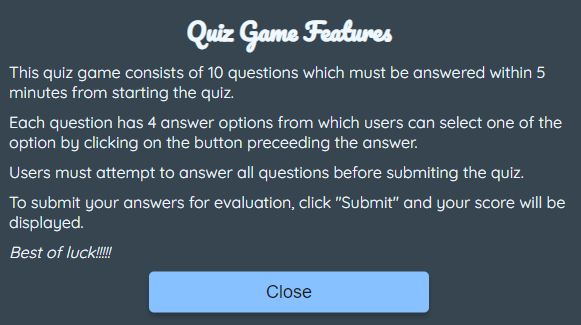 Quiz Game Features
This quiz game consists of 10 questions which must be answered within 5
minutes from starting the quiz.
Each question has 4 answer options from which users can select one of the
option by clicking on the button preceeding the answer.
Users must attempt to answer all questions before submiting the quiz.
To submit your answers for evaluation, click "Submit" and your score will be
displayed.
Best of luck!!!!!
Close